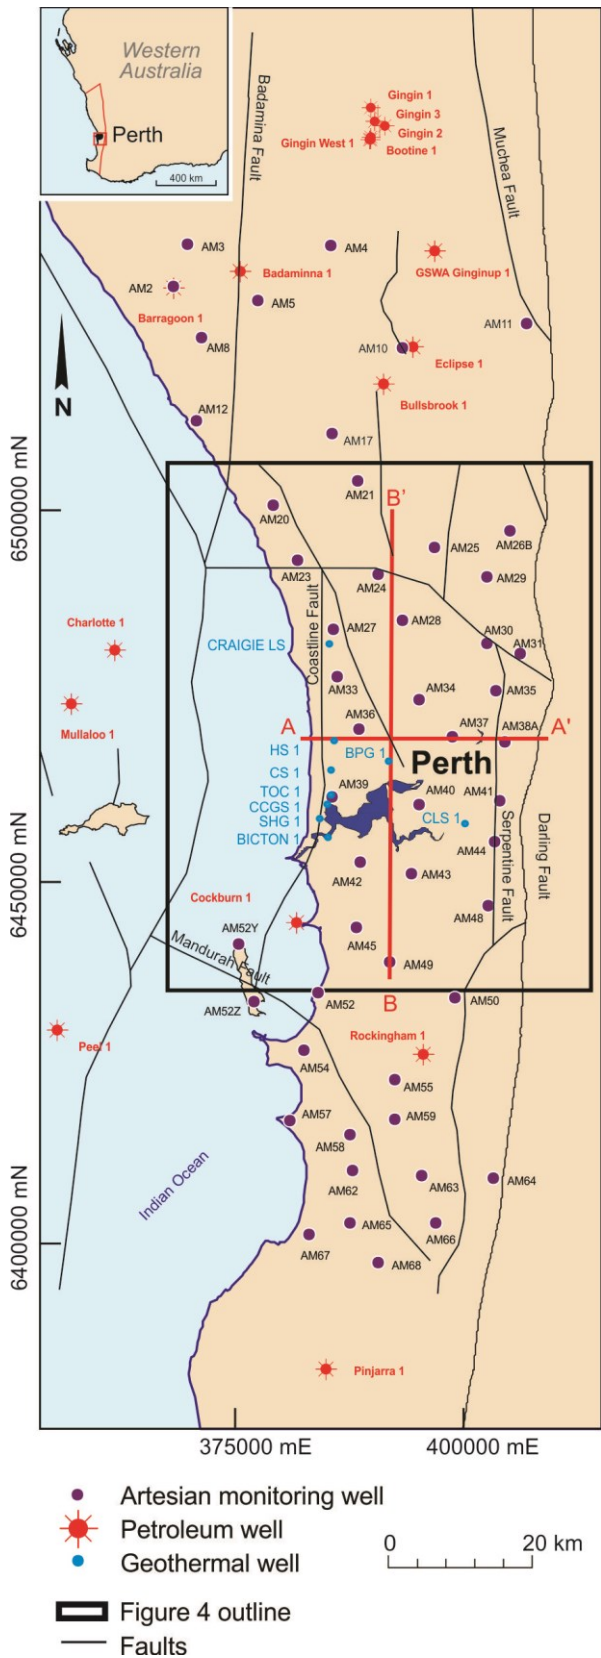 Western
Australia
Perth
400 km
Badamina Fault
Gingin 1
Gingin 3
Gingin 2
Gingin West 1
Bootine 1
Muchea Fault
AM3
AM4
GSWA Ginginup 1
Badaminna 1
AM2
AM5
Barragoon 1
AM8
AM11
AM10
Eclipse 1
N
Bullsbrook 1
AM12
AM17
6500000 mN
AM21
B'
AM20
AM25
AM26B
AM23
AM24
AM29
Charlotte 1
Coastline Fault
AM27
AM28
AM30
CRAIGIE LS
AM31
AM33
AM34
AM35
Mullaloo 1
AM36
AM37
A
A'
AM38A
HS 1
BPG 1
Perth
CS 1
TOC 1
AM39
AM40
AM41
CCGS 1
SHG 1
CLS 1
BICTON 1
AM44
Serpentine Fault
Darling Fault
AM42
AM43
6450000 mN
Cockburn 1
AM48
AM52Y
AM45
Mandurah Fault
AM49
AM52Z
AM52
B
AM50
Peel 1
Rockingham 1
AM54
AM55
AM57
AM59
AM58
Indian Ocean
AM62
AM63
AM64
AM65
AM66
6400000 mN
AM67
AM68
Pinjarra 1
375000 mE
400000 mE
Artesian monitoring well
Petroleum well
0 20 km
Geothermal well
Figure 4 outline
Faults